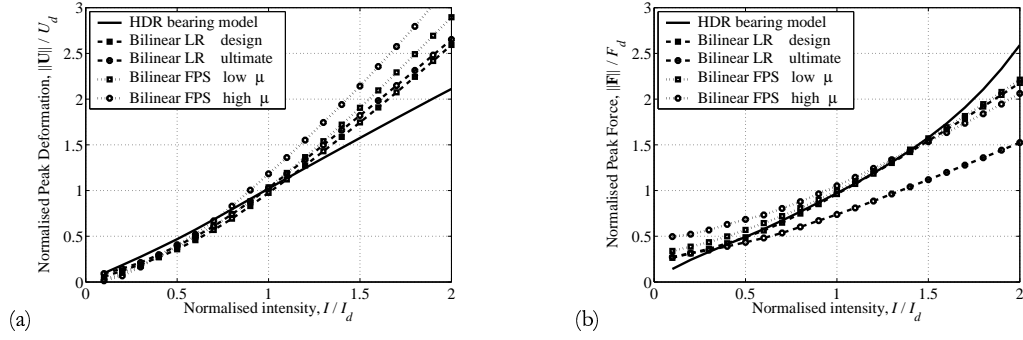 HDR bearing model
Bilinear LR design
Bilinear LR ultimate
Bilinear FPS low μ
Bilinear FPS high μ
Normalised Peak Deformation, ||U|| / U_d
3
2.5
2
1.5
1
0.5
0
0 0.5 1 1.5 2
Normalised intensity, I / I_d
(a)
HDR bearing model
Bilinear LR design
Bilinear LR ultimate
Bilinear FPS low μ
Bilinear FPS high μ
Normalised Peak Force, ||F|| / F_d
3
2.5
2
1.5
1
0.5
0
0 0.5 1 1.5 2
Normalised intensity, I / I_d
(b)